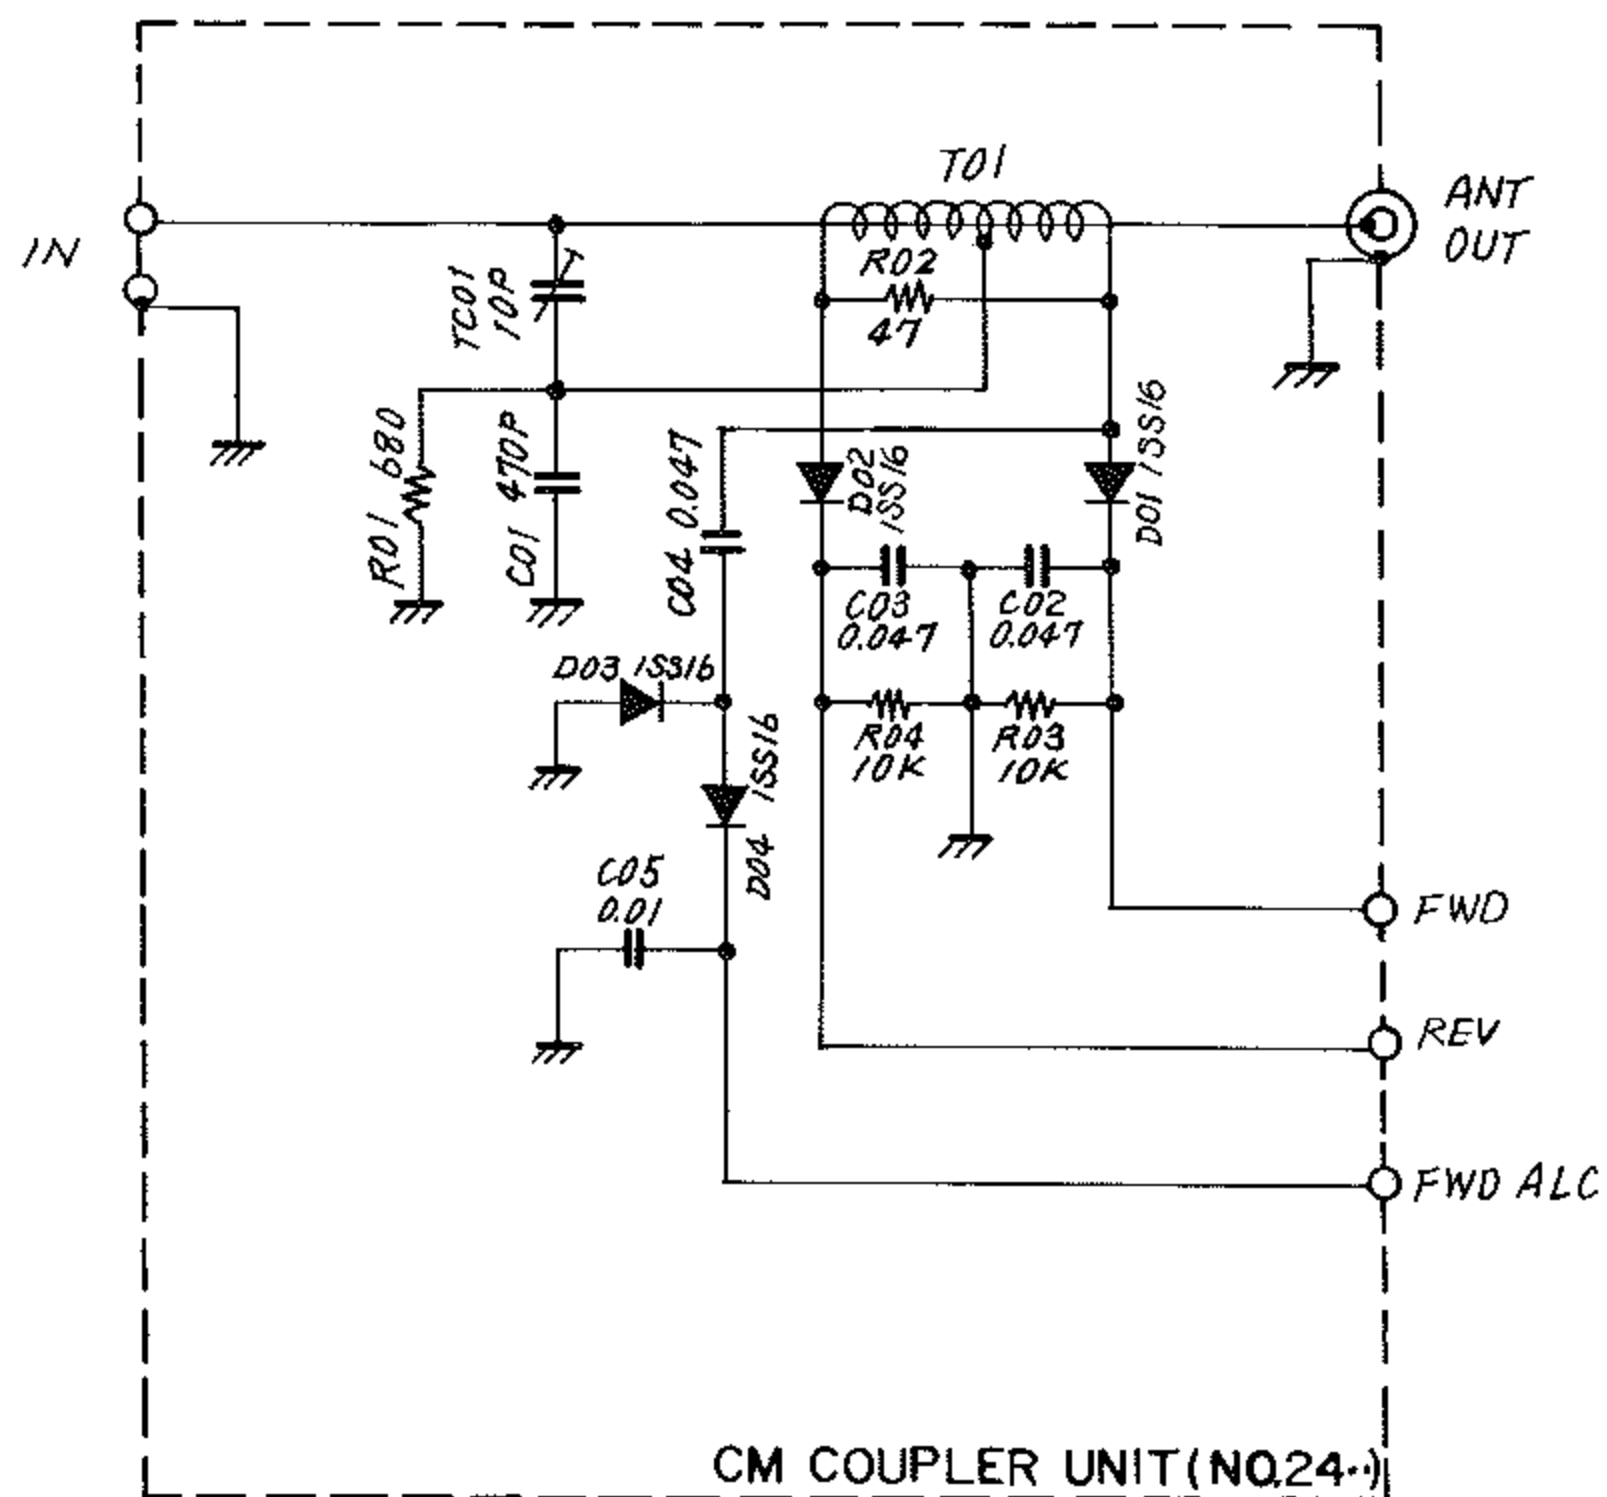 T01
ANT
OUT
IN
TC01
10P
R02
47
R01 680
C01 470P
C04 0.047
D02
1SS16
D01 1SS16
C03
0.047
C02
0.047
D03 1SS16
R04
10K
R03
10K
D04 1SS16
C05
0.01
FWD
REV
FWD ALC
CM COUPLER UNIT (NO.24··)